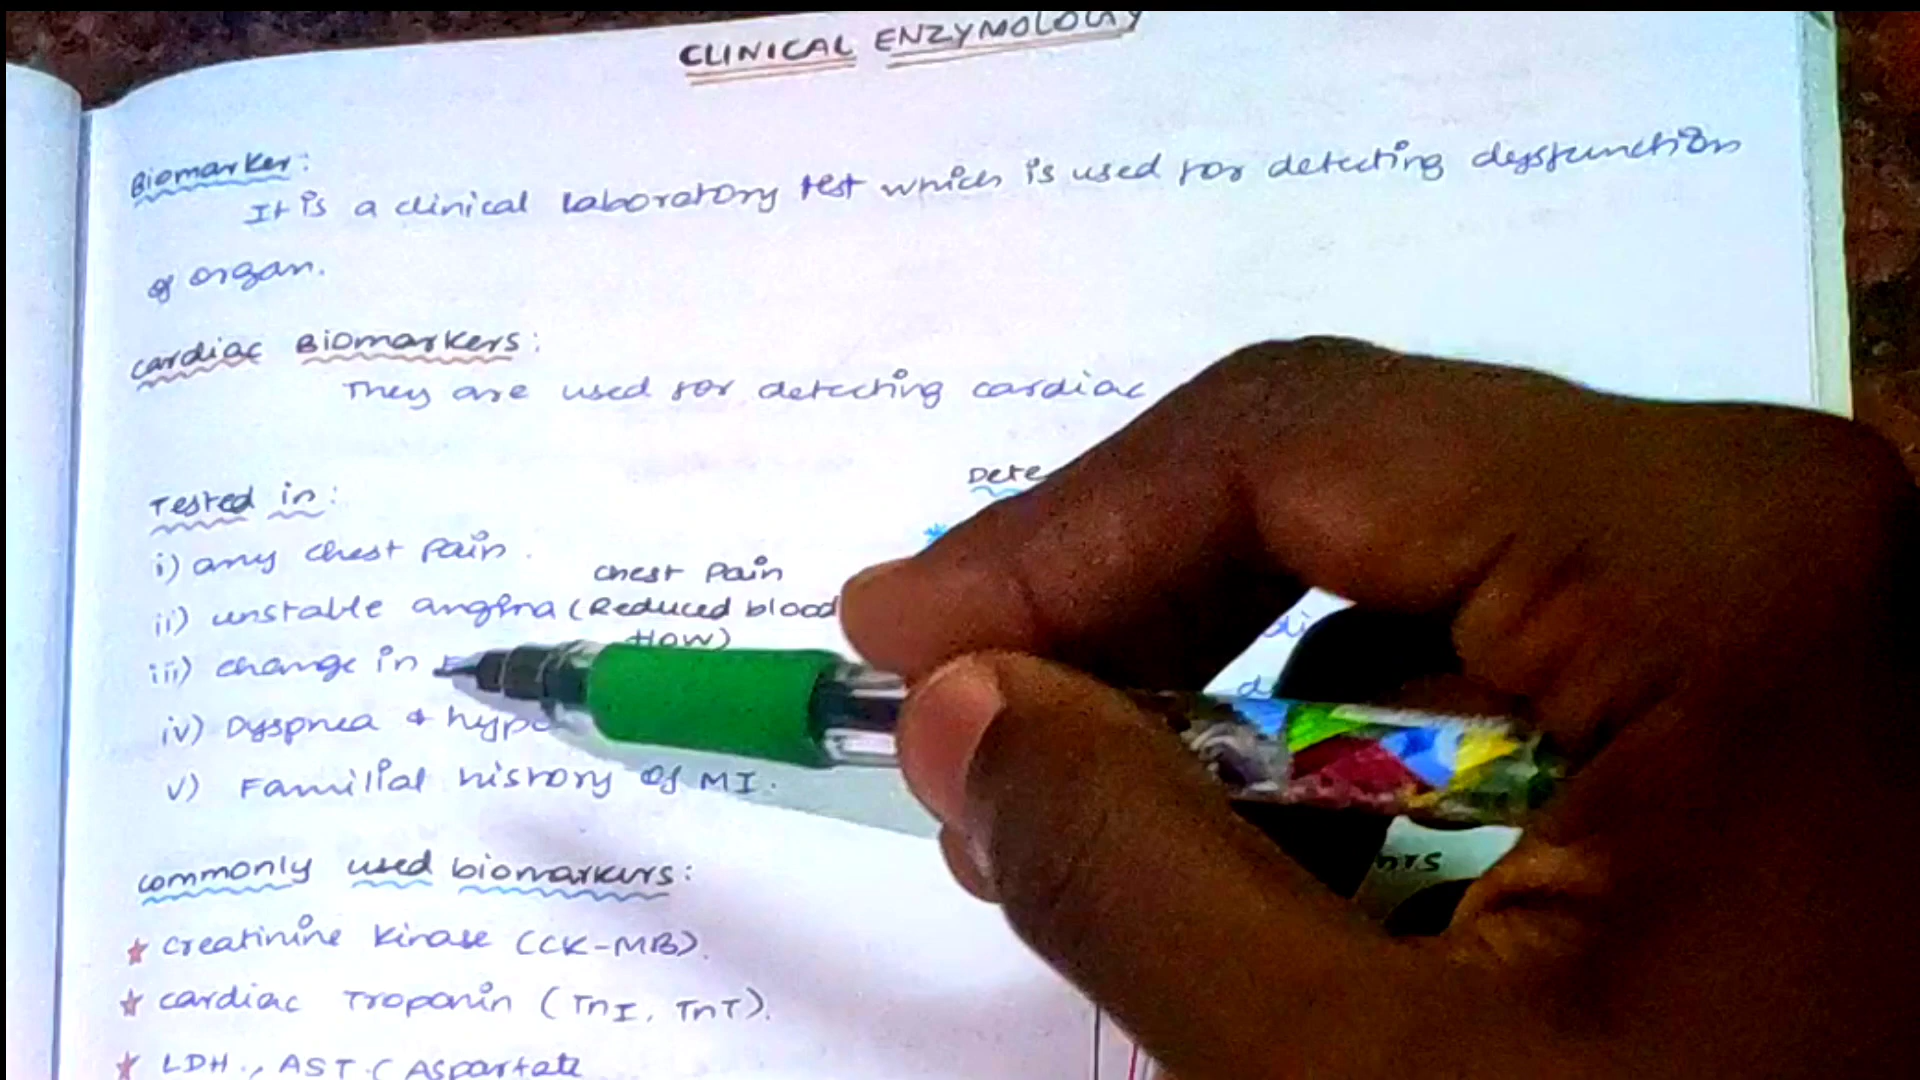 CLINICAL ENZYMOLOGY
Biomarker:
It is a clinical laboratory test which is used for detecting dysfunction
of organ.
Cardiac Biomarkers:
They are used for detecting cardiac
Tested in:
i) any chest pain.
chest pain
ii) unstable angina (Reduced blood
flow)
iii) change in
iv) Dyspnea & hype
v) Familial history of MI.
commonly used biomarkers:
★ creatinine kinase (CK-MB).
★ cardiac Troponin (TnI, TnT).
★ LDH., AST (Aspartate
Dete
*
hrs